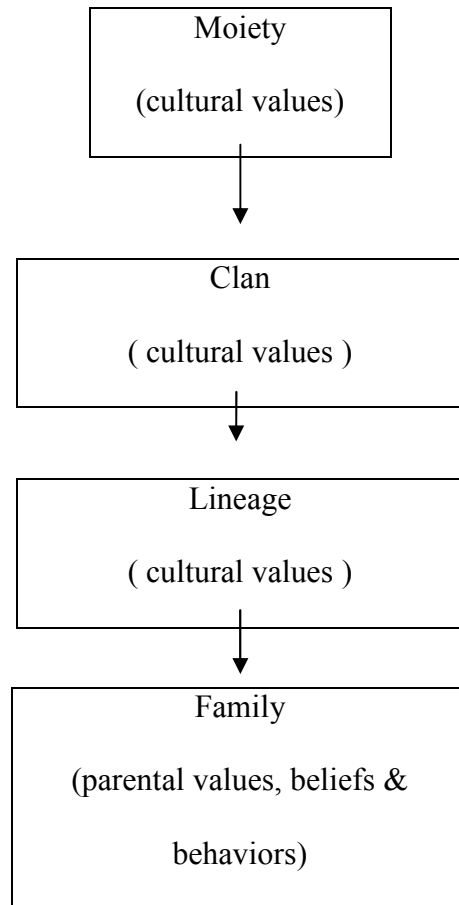 Moiety
(cultural values)
Clan
( cultural values )
Lineage
( cultural values )
Family
(parental values, beliefs &
behaviors)